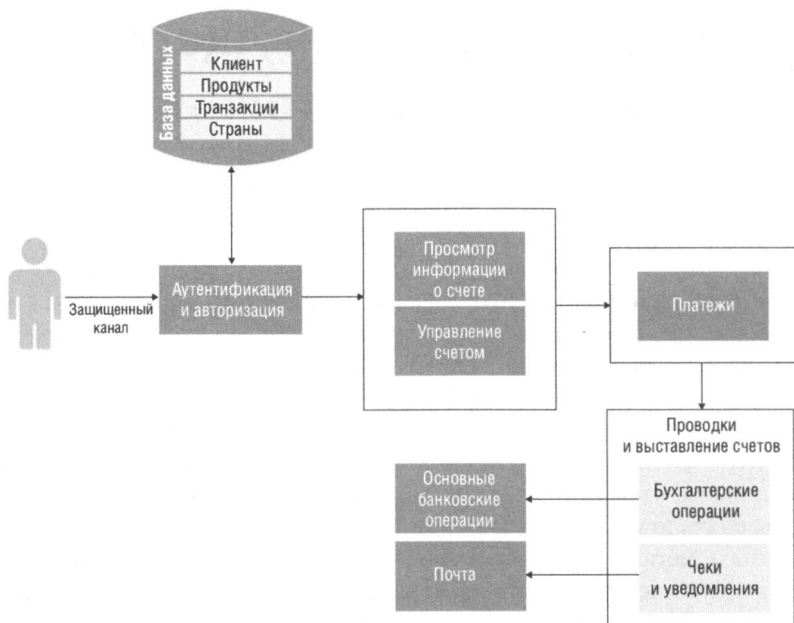 База данных
Клиент
Продукты
Транзакции
Страны
Защищенный
канал
Аутентификация
и авторизация
Просмотр
информации
о счете
Управление
счетом
Платежи
Проводки
и выставление счетов
Основные
банковские
операции
Бухгалтерские
операции
Почта
Чеки
и уведомления